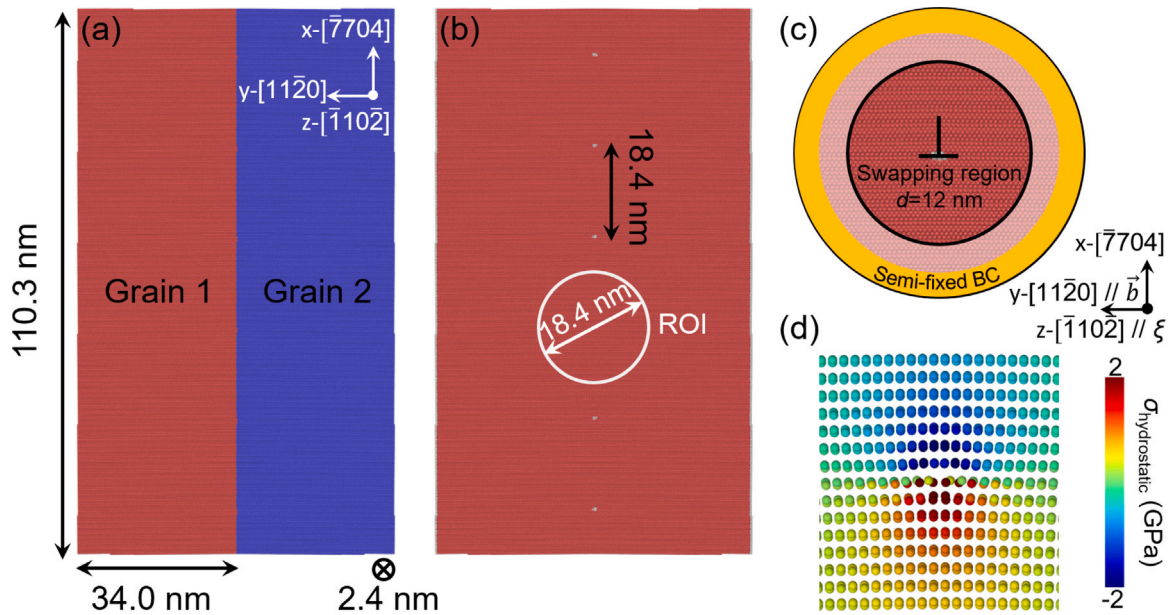 (a)
x-[7̅704]
y-[112̅0]
z-[1̅102̅]
110.3 nm
Grain 1
Grain 2
34.0 nm
2.4 nm
(b)
18.4 nm
18.4 nm
ROI
(c)
Swapping region
d=12 nm
Semi-fixed BC
x-[7̅704]
y-[112̅0] // b⃗
z-[1̅102̅] // ξ
(d)
2
σhydrostatic (GPa)
-2